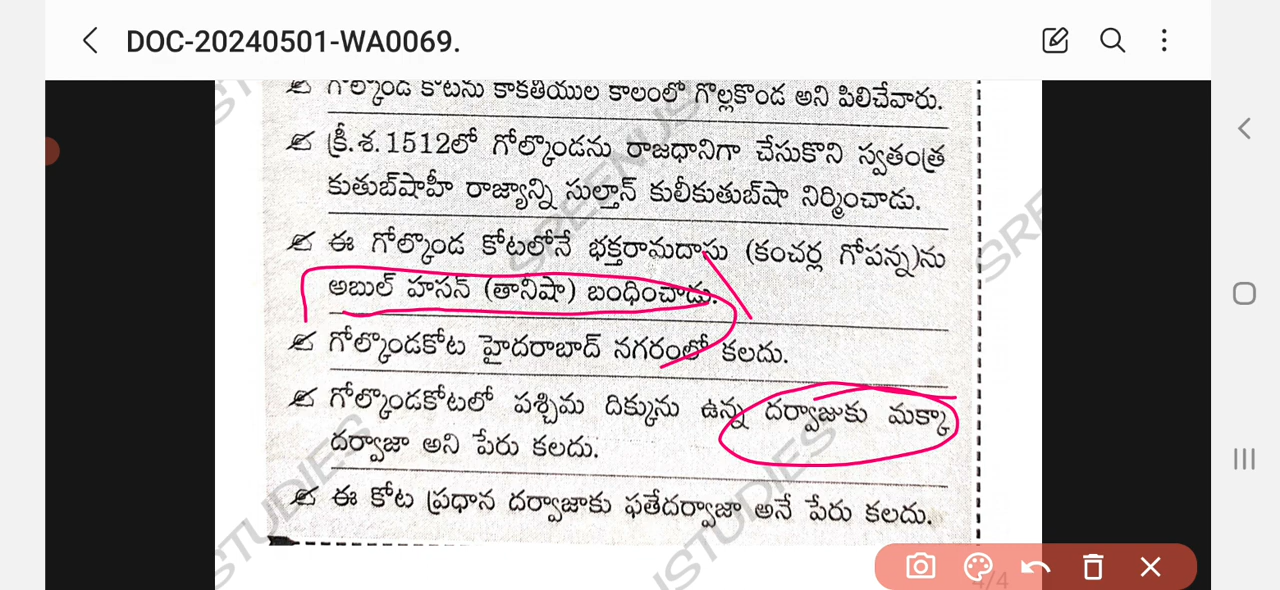 DOC-20240501-WA0069.
గోల్కొండ కోటను కాకతీయుల కాలంలో గొల్లకొండ అని పిలిచేవారు.
క్రీ.శ.1512లో గోల్కొండను రాజధానిగా చేసుకొని స్వతంత్ర
కుతుబ్‌షాహీ రాజ్యాన్ని సుల్తాన్ కులీకుతుబ్‌షా నిర్మించాడు.
ఈ గోల్కొండ కోటలోనే భక్తరామదాసు (కంచర్ల గోపన్న)ను
అబుల్ హసన్ (తానీషా) బంధించాడు.
గోల్కొండకోట హైదరాబాద్ నగరంలో కలదు.
గోల్కొండకోటలో పశ్చిమ దిక్కును ఉన్న దర్వాజుకు మక్కా
దర్వాజా అని పేరు కలదు.
ఈ కోట ప్రధాన దర్వాజాకు ఫతేదర్వాజా అనే పేరు కలదు.
4/4